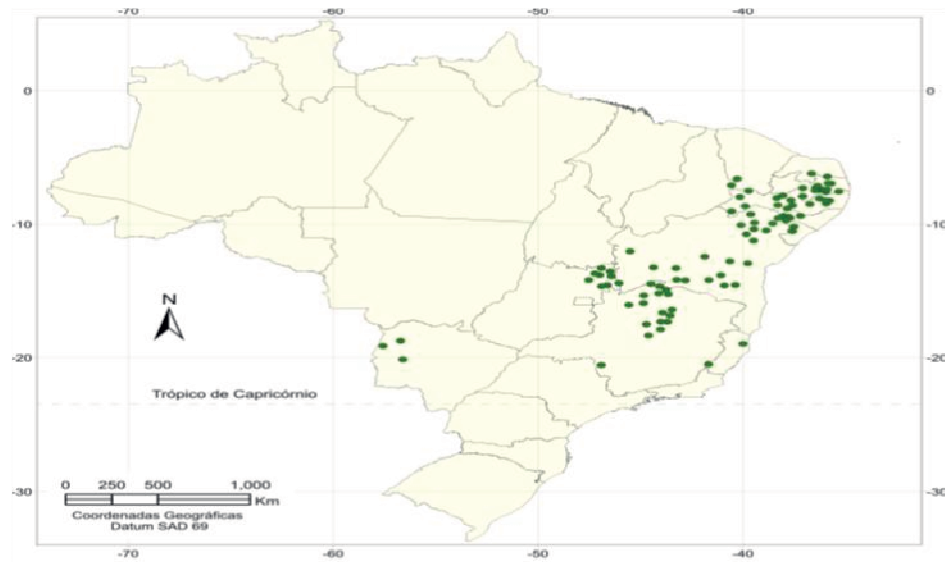 -70 -60 -50 -40
0 0
-10 -10
N
-20 -20
Trópico de Capricórnio
0 250 500 1,000
Km
-30 -30
Coordenadas Geográficas
Datum SAD 69
-70 -60 -50 -40